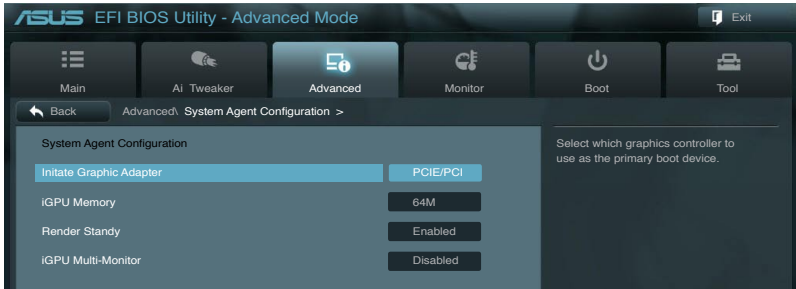 ASUS EFI BIOS Utility - Advanced Mode
Exit
Main
Ai Tweaker
Advanced
Monitor
Boot
Tool
Back
Advanced\ System Agent Configuration >
System Agent Configuration
Initate Graphic Adapter PCIE/PCI
iGPU Memory 64M
Render Standy Enabled
iGPU Multi-Monitor Disabled
Select which graphics controller to
use as the primary boot device.